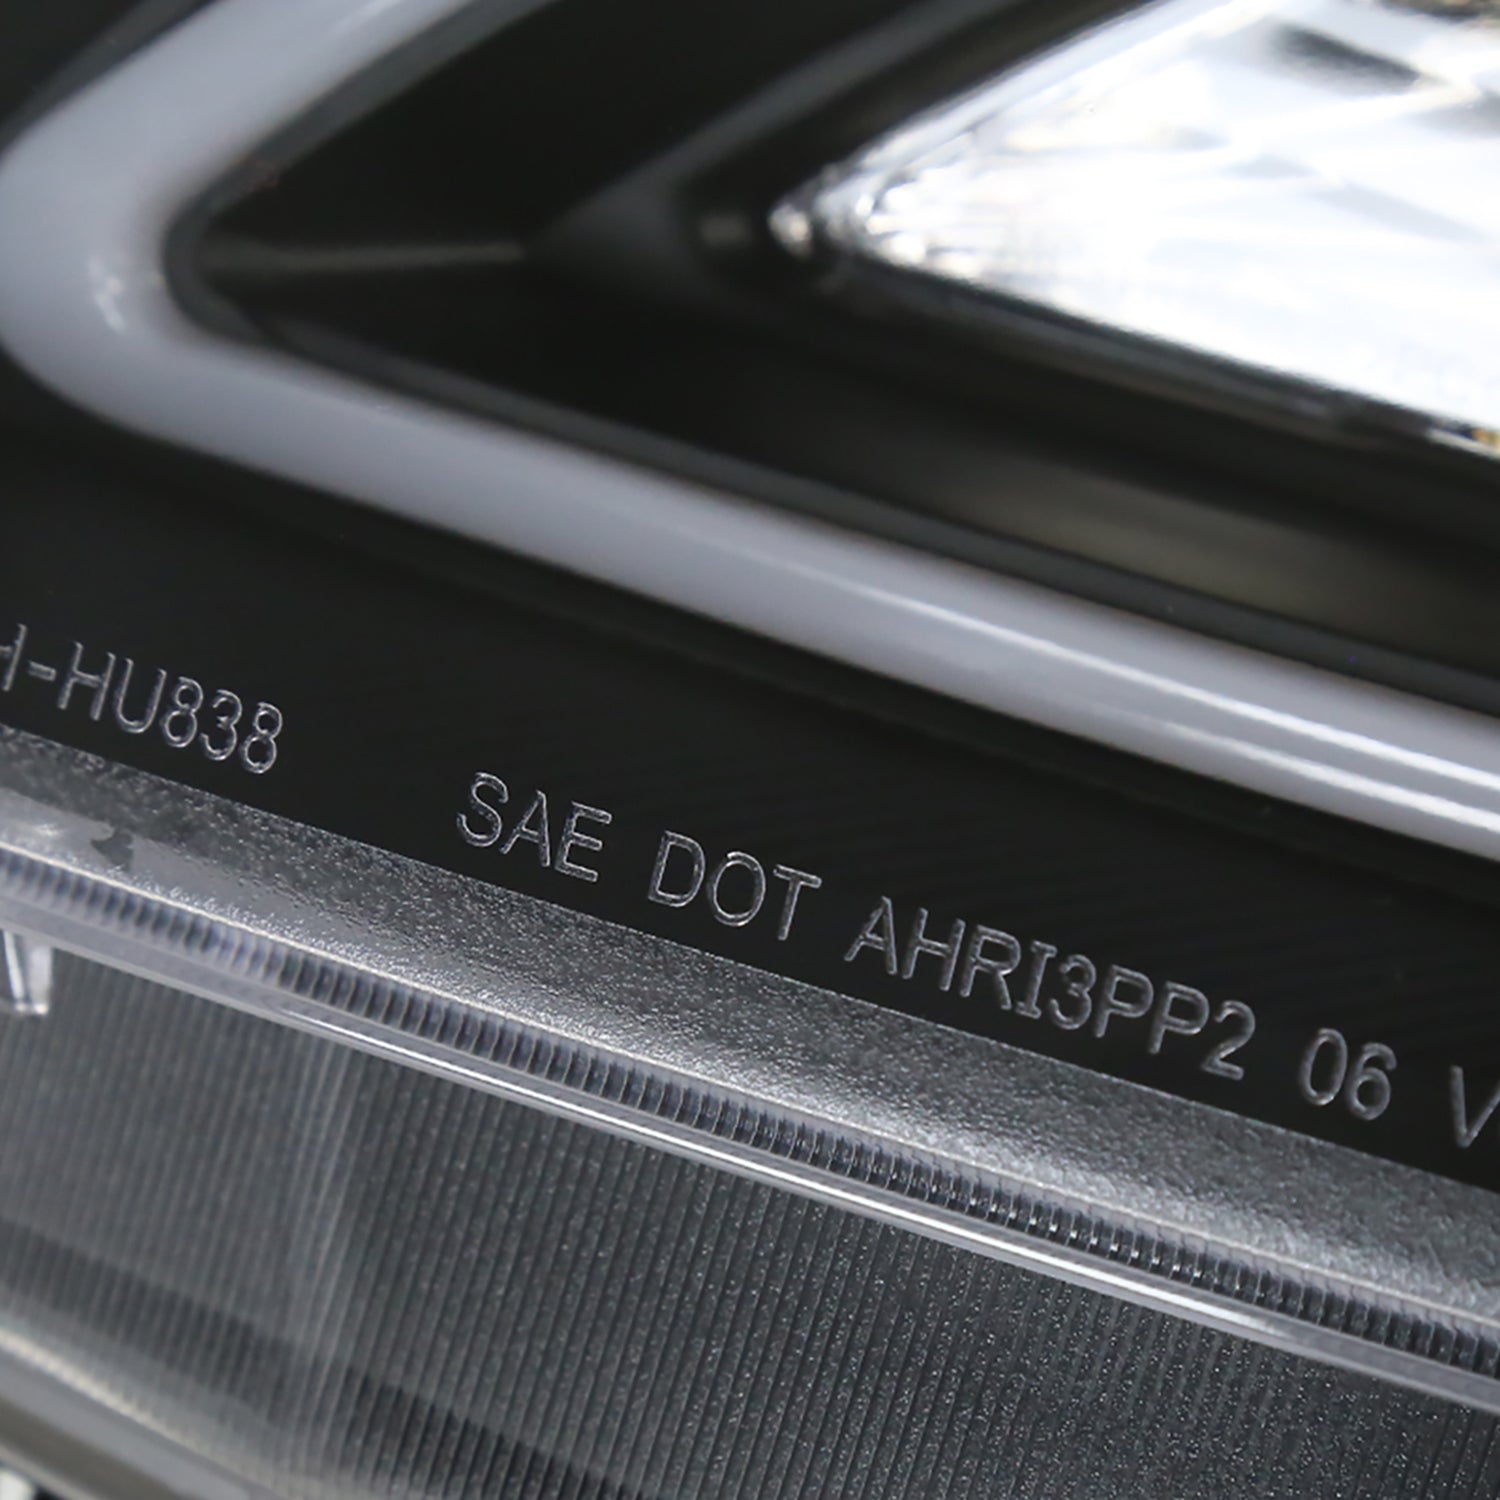 H-HU838 SAE DOT AHRI3PP2 06 V